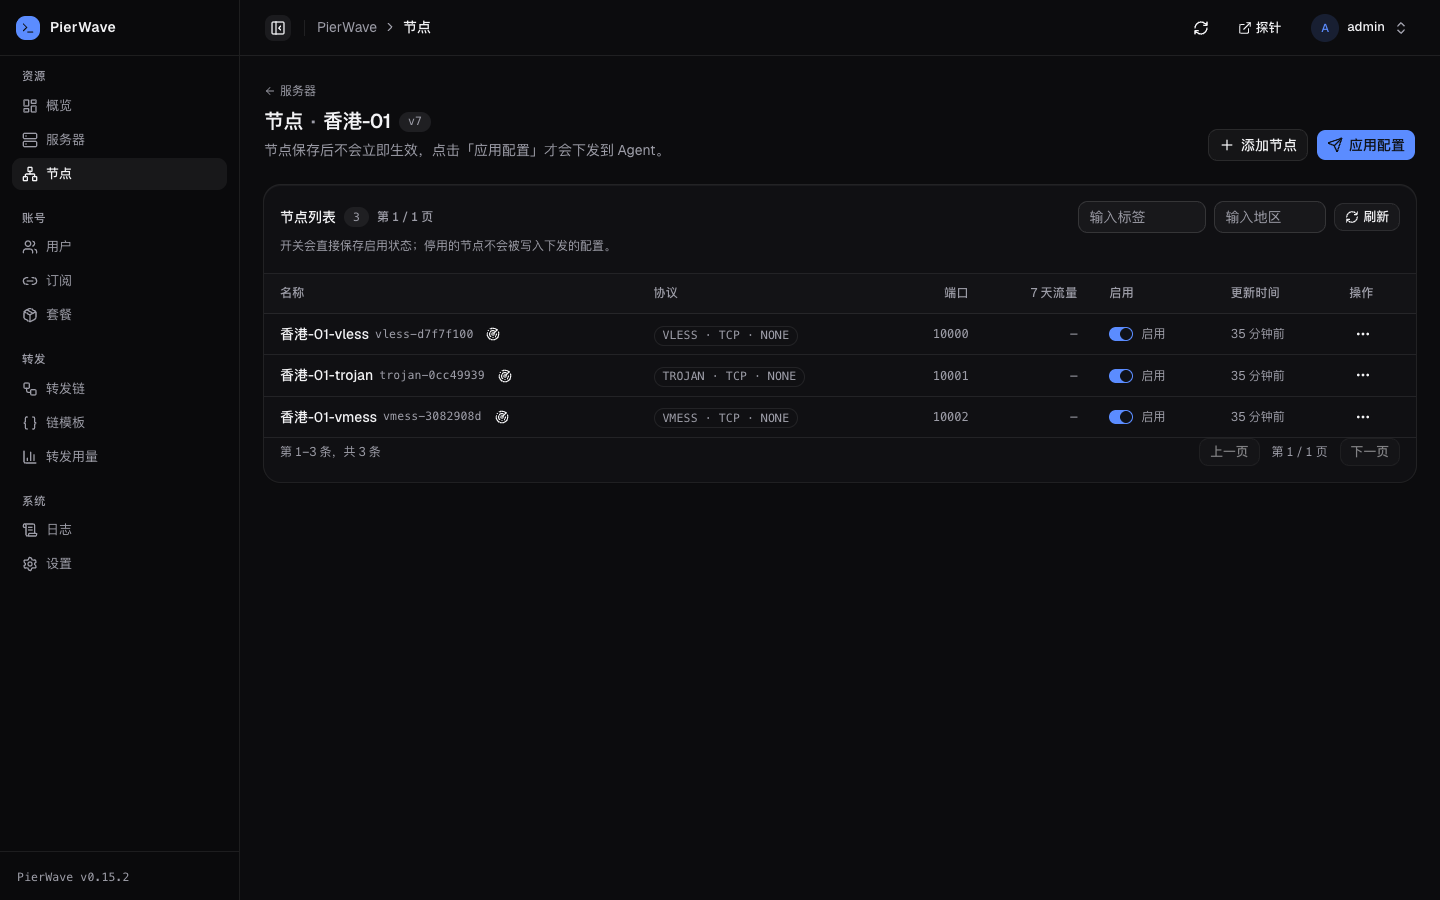 PierWave
资源
概览
服务器
节点
账号
用户
订阅
套餐
转发
转发链
链模板
转发用量
系统
日志
设置
PierWave v0.15.2
PierWave > 节点
探针
A admin
← 服务器
节点 · 香港-01 v7
节点保存后不会立即生效，点击「应用配置」才会下发到 Agent。
添加节点
应用配置
节点列表 3 第 1 / 1 页
输入标签 输入地区 刷新
开关会直接保存启用状态；停用的节点不会被写入下发的配置。
名称 协议 端口 7 天流量 启用 更新时间 操作
香港-01-vless vless-d7f7f100 VLESS · TCP · NONE 10000 – 启用 35 分钟前 ···
香港-01-trojan trojan-0cc49939 TROJAN · TCP · NONE 10001 – 启用 35 分钟前 ···
香港-01-vmess vmess-3082908d VMESS · TCP · NONE 10002 – 启用 35 分钟前 ···
第 1–3 条，共 3 条 上一页 第 1 / 1 页 下一页